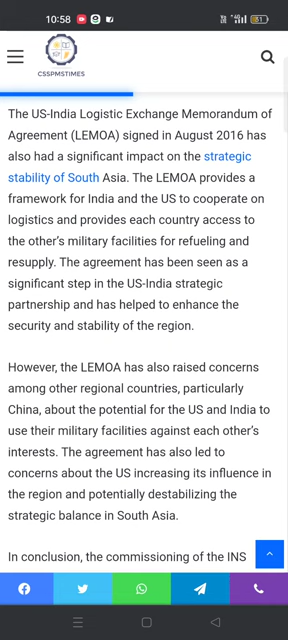 10:58
51
CSSPMSTIMES
The US-India Logistic Exchange Memorandum of
Agreement (LEMOA) signed in August 2016 has
also had a significant impact on the strategic
stability of South Asia. The LEMOA provides a
framework for India and the US to cooperate on
logistics and provides each country access to
the other's military facilities for refueling and
resupply. The agreement has been seen as a
significant step in the US-India strategic
partnership and has helped to enhance the
security and stability of the region.
However, the LEMOA has also raised concerns
among other regional countries, particularly
China, about the potential for the US and India to
use their military facilities against each other's
interests. The agreement has also led to
concerns about the US increasing its influence in
the region and potentially destabilizing the
strategic balance in South Asia.
In conclusion, the commissioning of the INS